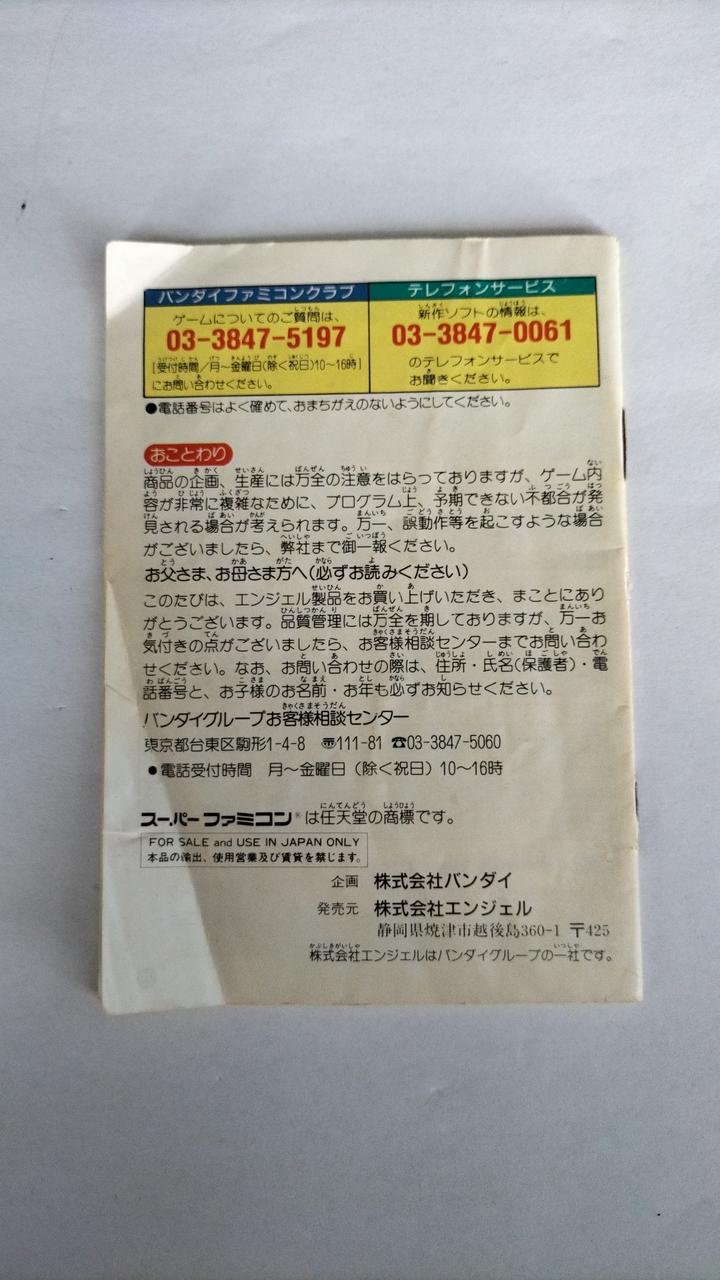 バンダイファミコンクラブ
ゲームについてのご質問は、
03-3847-5197
[受付時間/月〜金曜日(除く祝日)10〜16時]
にお問い合わせください。
テレフォンサービス
新作ソフトの情報は、
03-3847-0061
のテレフォンサービスで
お聞きください。
●電話番号はよく確めて、おまちがえのないようにしてください。
おことわり
商品の企画、生産には万全の注意をはらっておりますが、ゲーム内
容が非常に複雑なために、プログラム上、予期できない不都合が発
見される場合が考えられます。万一、誤動作等を起こすような場合
がございましたら、弊社まで御一報ください。
お父さま、お母さま方へ(必ずお読みください)
このたびは、エンジェル製品をお買い上げいただき、まことにあり
がとうございます。品質管理には万全を期しておりますが、万一お
気付きの点がございましたら、お客様相談センターまでお問い合わ
せください。なお、お問い合わせの際は、住所・氏名(保護者)・電
話番号と、お子様のお名前・お年も必ずお知らせください。
バンダイグループお客様相談センター
東京都台東区駒形1-4-8 〠111-81 ☎03-3847-5060
●電話受付時間 月〜金曜日(除く祝日)10〜16時
スーパーファミコン®は任天堂の商標です。
FOR SALE and USE IN JAPAN ONLY
本品の輸出、使用営業及び賃貸を禁じます。
企画 株式会社バンダイ
発売元 株式会社エンジェル
静岡県焼津市越後島360-1 〒425
株式会社エンジェルはバンダイグループの一社です。